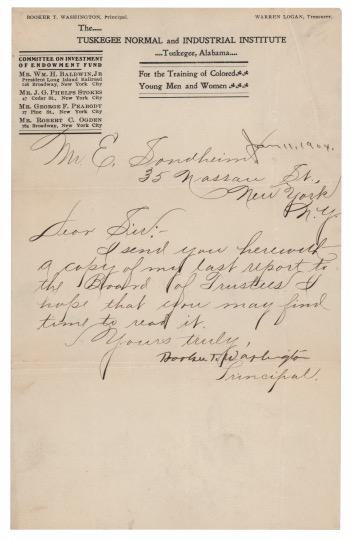 BOOKER T. WASHINGTON, Principal. WARREN LOGAN, Treasurer.
The....
TUSKEGEE NORMAL AND INDUSTRIAL INSTITUTE
....Tuskegee, Alabama....
COMMITTEE ON INVESTMENT
OF ENDOWMENT FUND
MR. WM. H. BALDWIN, JR
President Long Island Railroad
128 Broadway, New York City
MR. J. G. PHELPS STOKES
47 Cedar St., New York City
MR. GEORGE F. PEABODY
27 Pine St., New York City
MR. ROBERT C. OGDEN
784 Broadway, New York City
For the Training of Colored
Young Men and Women
Jan 11, 1904.
Mr. E. Sondheim
35 Nassau St.,
New York
N.Y.
Dear Sir:-
I send you herewith
a copy of my last report to
the Board of Trustees I
hope that you may find
time to read it.
Yours truly,
Booker T. Washington
Principal.